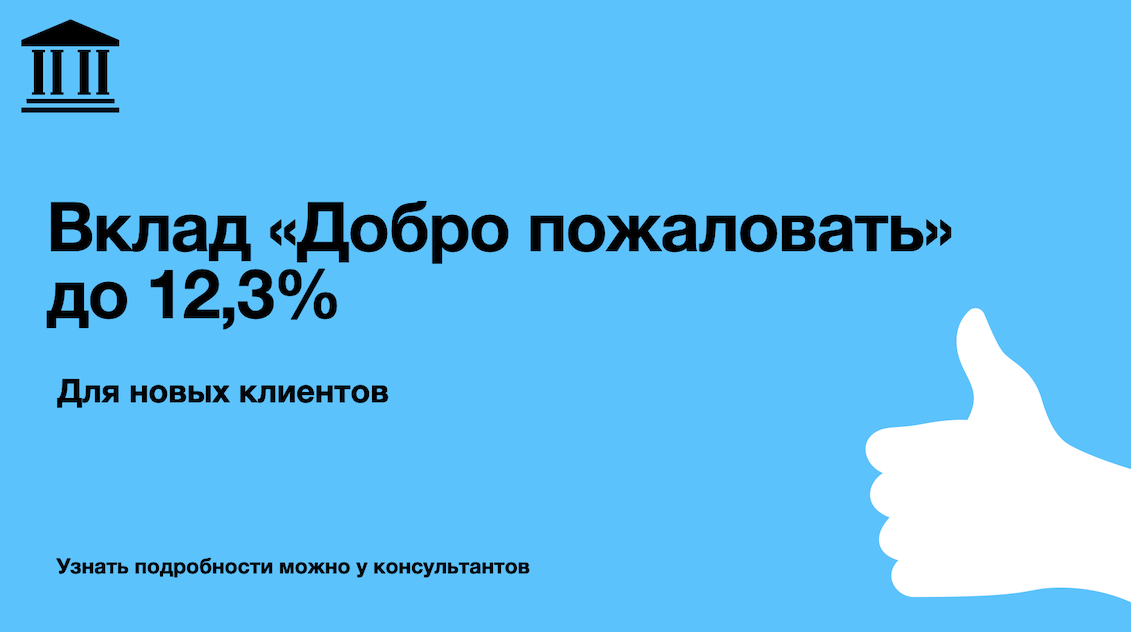 Вклад «Добро пожаловать»
до 12,3%
Для новых клиентов
Узнать подробности можно у консультантов